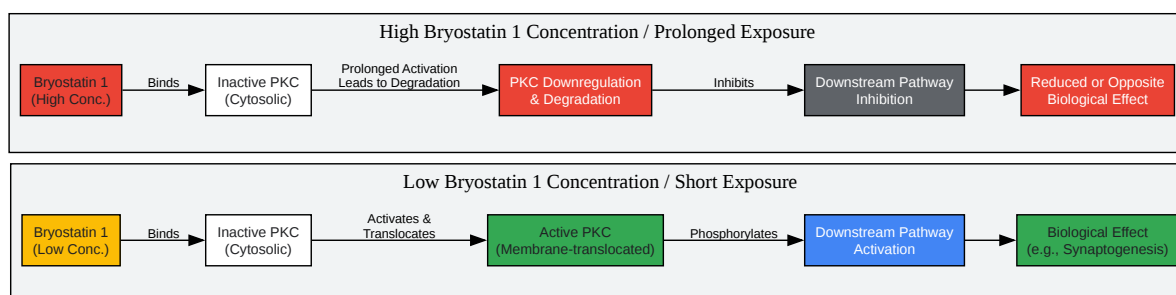 High Bryostatin 1 Concentration / Prolonged Exposure
Bryostatin 1
(High Conc.)
Binds
Inactive PKC
(Cytosolic)
Prolonged Activation
Leads to Degradation
PKC Downregulation
& Degradation
Inhibits
Downstream Pathway
Inhibition
Reduced or Opposite
Biological Effect
Low Bryostatin 1 Concentration / Short Exposure
Bryostatin 1
(Low Conc.)
Binds
Inactive PKC
(Cytosolic)
Activates &
Translocates
Active PKC
(Membrane-translocated)
Phosphorylates
Downstream Pathway
Activation
Biological Effect
(e.g., Synaptogenesis)